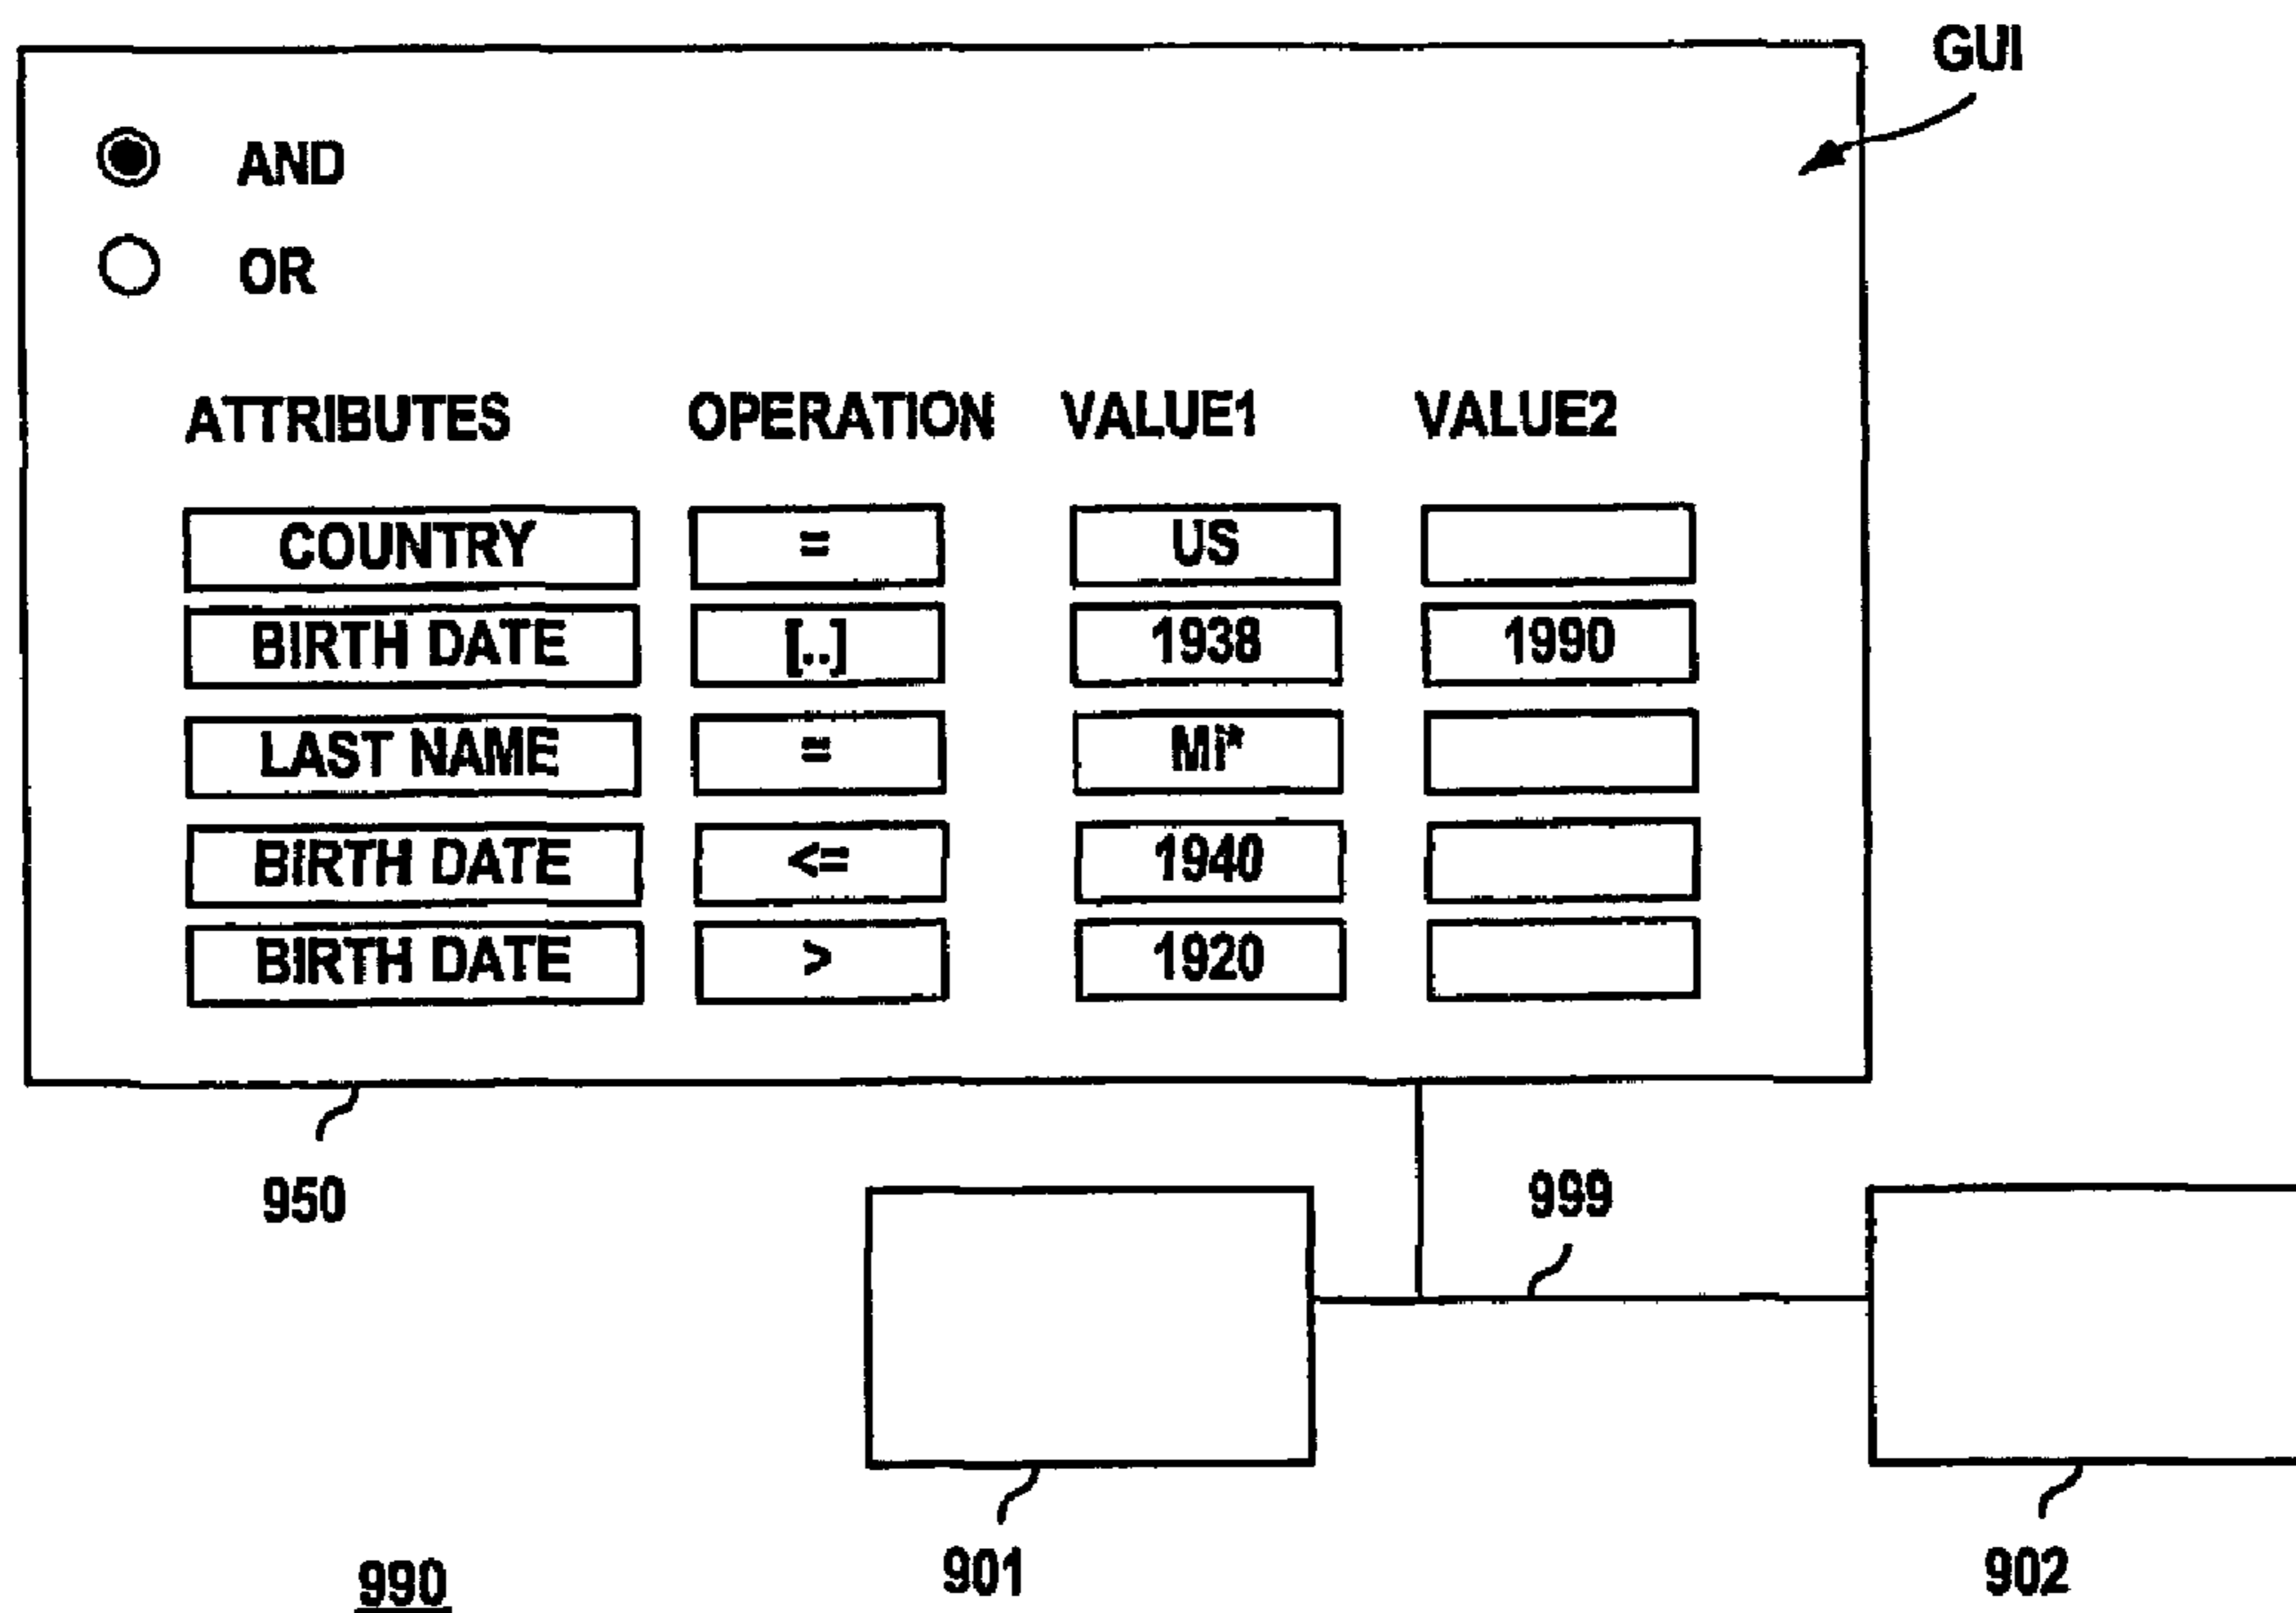 GUI
AND
OR
ATTRIBUTES OPERATION VALUE1 VALUE2
COUNTRY = US
BIRTH DATE [..] 1938 1990
LAST NAME = Mi*
BIRTH DATE <= 1940
BIRTH DATE > 1920
950
999
901
902
990